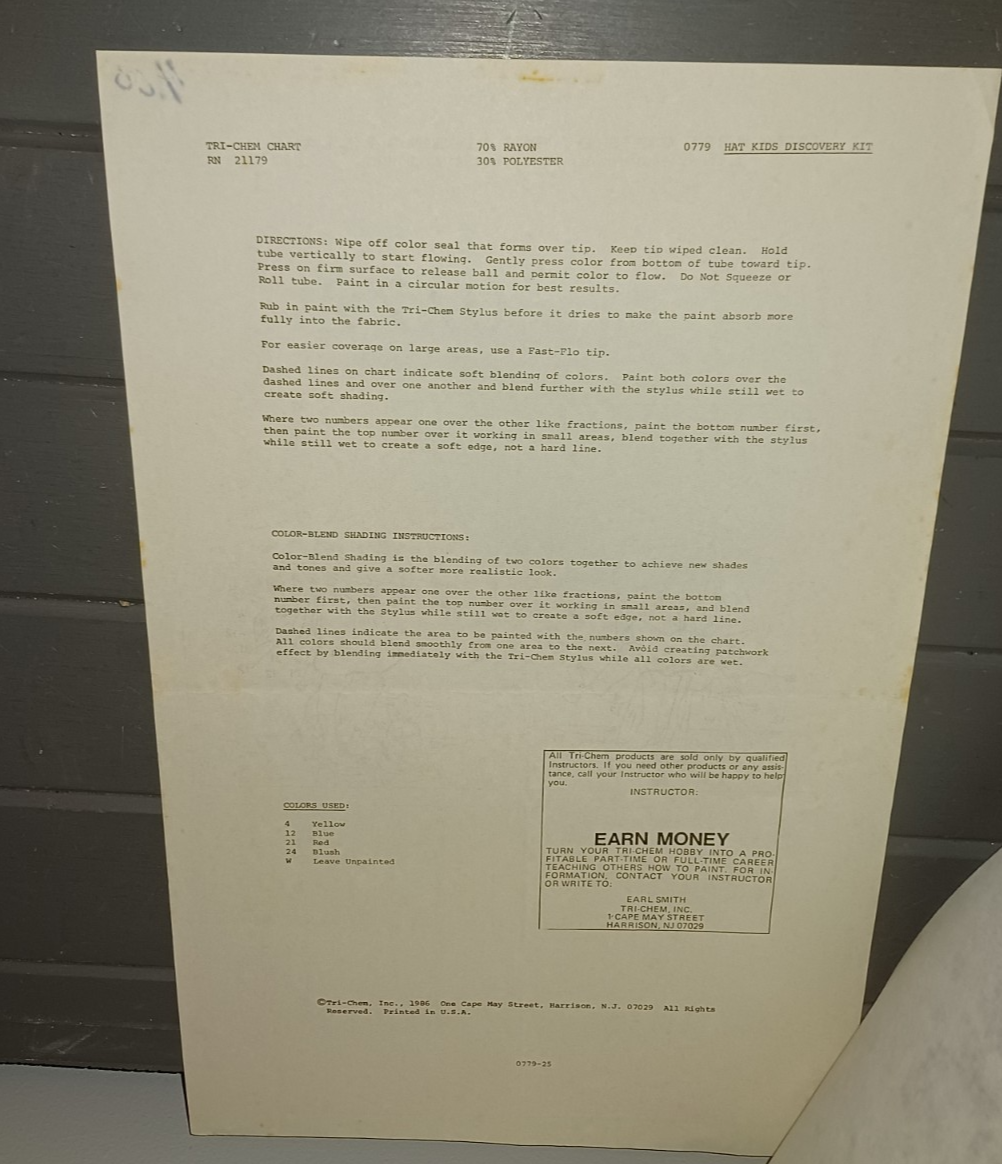 TRI-CHEM CHART 70% RAYON 0779 HAT KIDS DISCOVERY KIT
RN 21179 30% POLYESTER
DIRECTIONS: Wipe off color seal that forms over tip. Keep tip wiped clean. Hold
tube vertically to start flowing. Gently press color from bottom of tube toward tip.
Press on firm surface to release ball and permit color to flow. Do Not Squeeze or
Roll tube. Paint in a circular motion for best results.
Rub in paint with the Tri-Chem Stylus before it dries to make the paint absorb more
fully into the fabric.
For easier coverage on large areas, use a Fast-Flo tip.
Dashed lines on chart indicate soft blending of colors. Paint both colors over the
dashed lines and over one another and blend further with the stylus while still wet to
create soft shading.
Where two numbers appear one over the other like fractions, paint the bottom number first,
then paint the top number over it working in small areas, blend together with the stylus
while still wet to create a soft edge, not a hard line.
COLOR-BLEND SHADING INSTRUCTIONS:
Color-Blend Shading is the blending of two colors together to achieve new shades
and tones and give a softer more realistic look.
Where two numbers appear one over the other like fractions, paint the bottom
number first, then paint the top number over it working in small areas, and blend
together with the Stylus while still wet to create a soft edge, not a hard line.
Dashed lines indicate the area to be painted with the numbers shown on the chart.
All colors should blend smoothly from one area to the next. Avoid creating patchwork
effect by blending immediately with the Tri-Chem Stylus while all colors are wet.
COLORS USED:
4 Yellow
12 Blue
21 Red
24 Blush
W Leave Unpainted
All Tri-Chem products are sold only by qualified
Instructors. If you need other products or any assis-
tance, call your Instructor who will be happy to help
you.
INSTRUCTOR:
EARN MONEY
TURN YOUR TRI-CHEM HOBBY INTO A PRO-
FITABLE PART-TIME OR FULL-TIME CAREER
TEACHING OTHERS HOW TO PAINT. FOR IN-
FORMATION, CONTACT YOUR INSTRUCTOR
OR WRITE TO:
EARL SMITH
TRI-CHEM, INC.
1 CAPE MAY STREET
HARRISON, NJ 07029
©Tri-Chem, Inc., 1986 One Cape May Street, Harrison, N.J. 07029 All Rights
Reserved. Printed in U.S.A.
0779-25